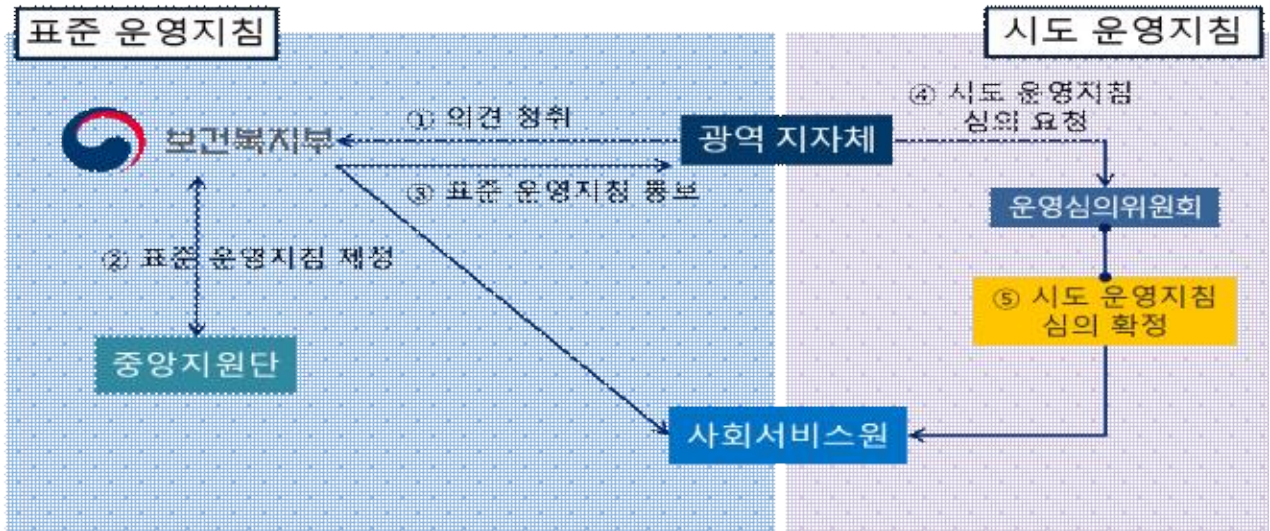 표준 운영지침
시도 운영지침
보건복지부
① 의견 청취
광역 지자체
④ 시도 운영지침
심의 요청
③ 표준 운영지침 통보
운영심의위원회
② 표준 운영지침 제정
⑤ 시도 운영지침
심의 확정
중앙지원단
사회서비스원